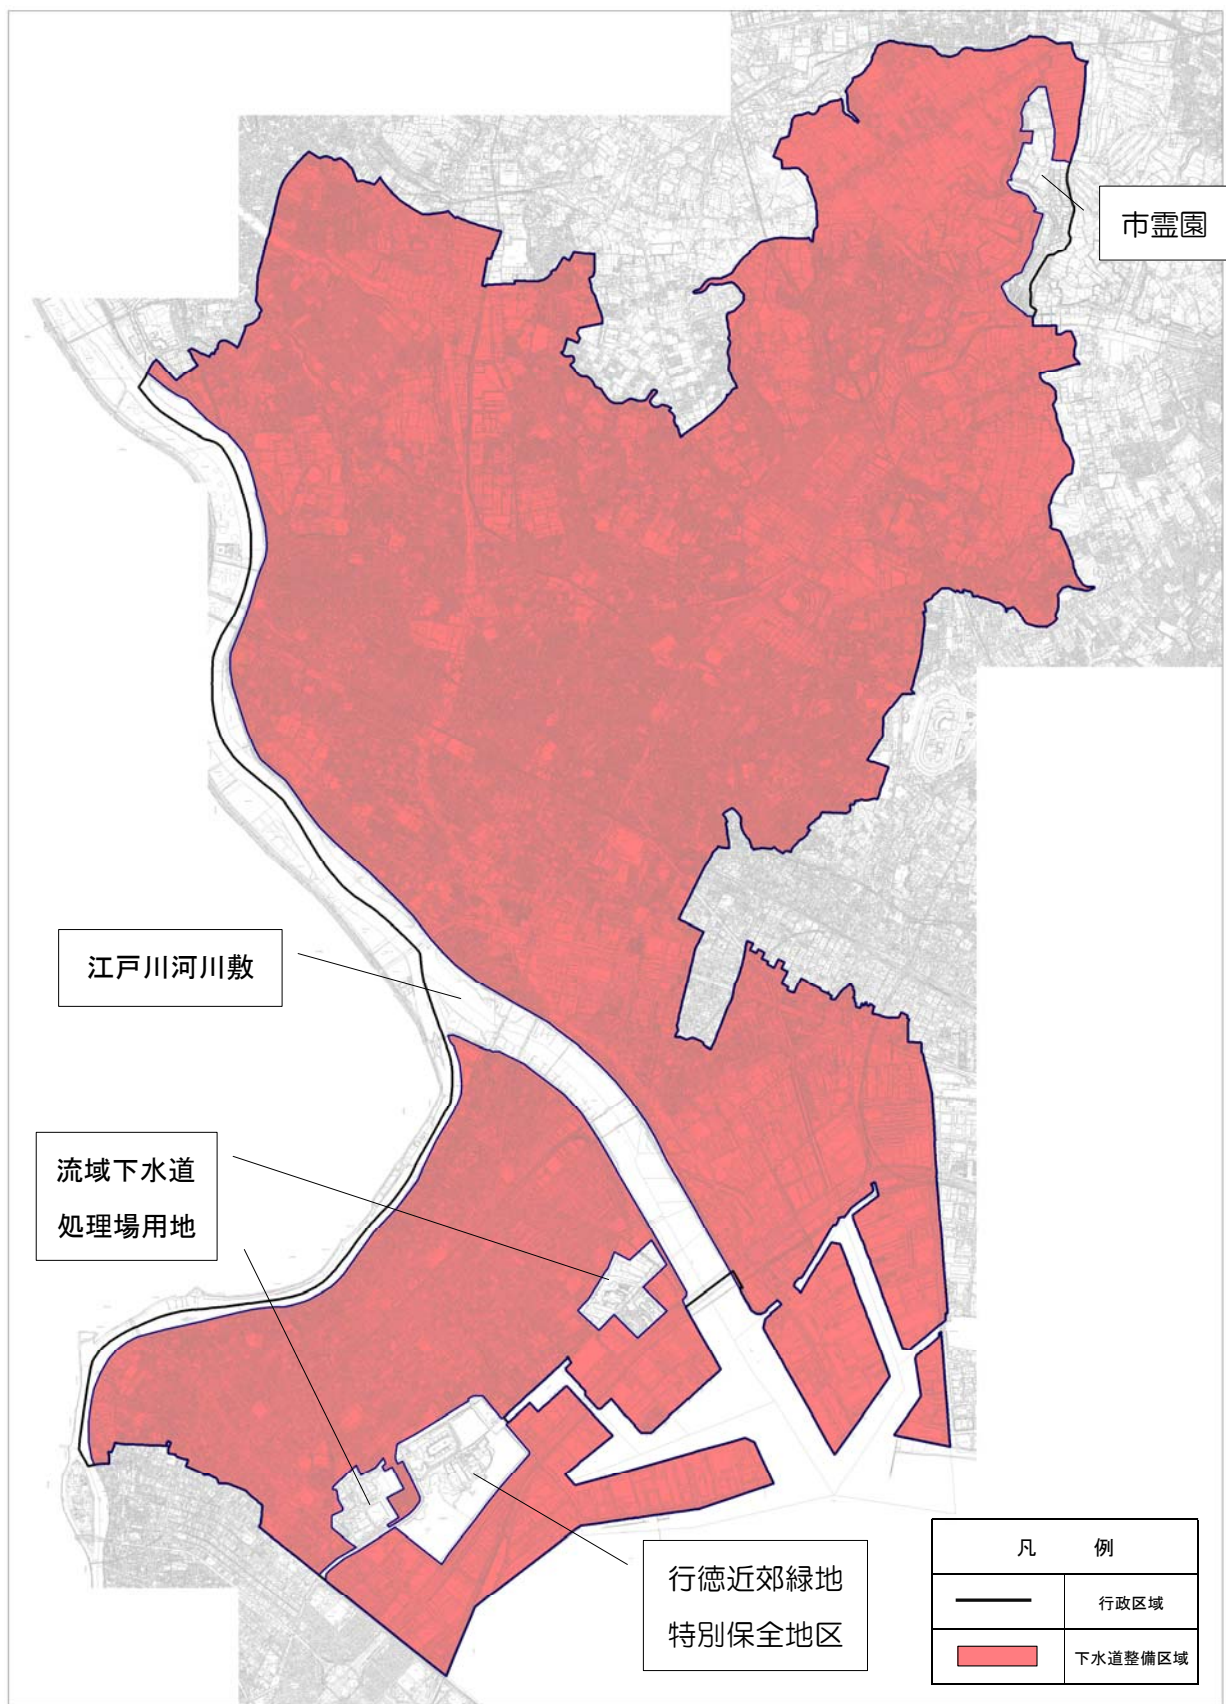 市霊園
江戸川河川敷
流域下水道
処理場用地
行徳近郊緑地
特別保全地区
凡 例
行政区域
下水道整備区域